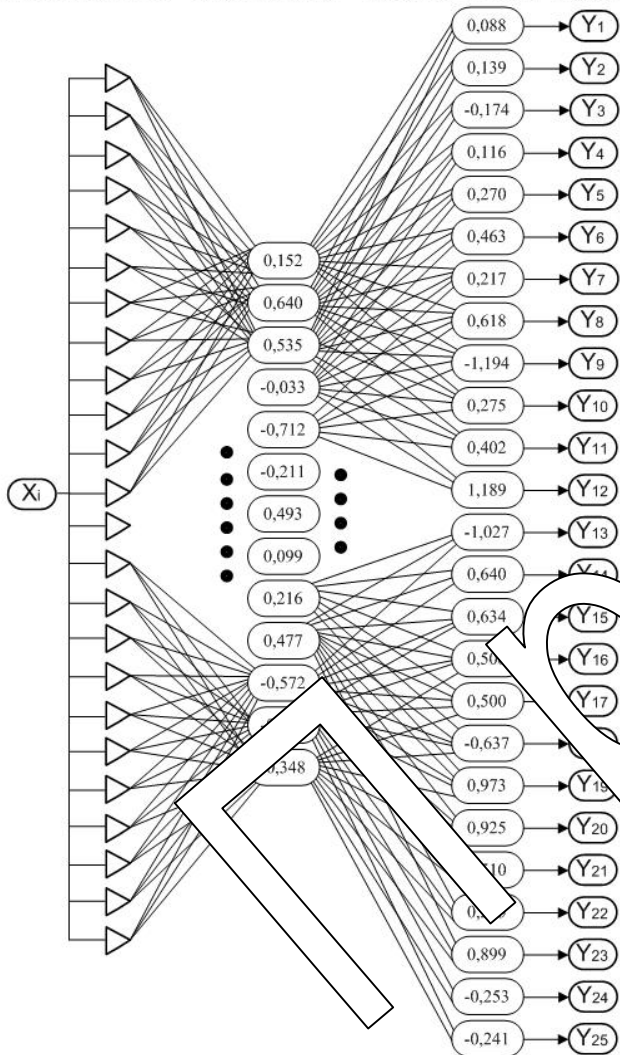 0,088 Y1
0,139 Y2
-0,174 Y3
0,116 Y4
0,270 Y5
0,463 Y6
0,152
0,217 Y7
0,640
0,618 Y8
0,535
-1,194 Y9
-0,033
0,275 Y10
-0,712
0,402 Y11
-0,211
Xi
1,189 Y12
0,493
-1,027 Y13
0,099
0,640
0,216
0,634 Y15
0,477
Y16
-0,572
0,500 Y17
-0,637
0,973 Y19
0,925 Y20
Y21
Y22
0,899 Y23
-0,253 Y24
-0,241 Y25